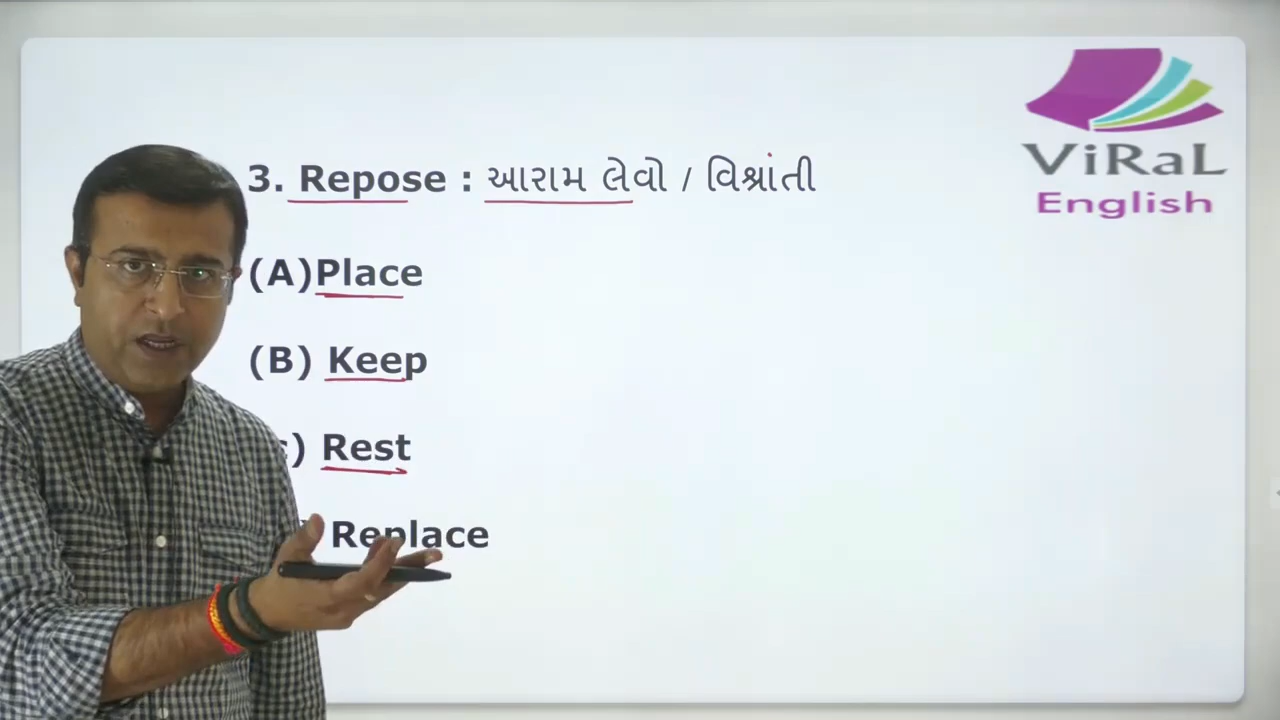 ViRaL
English
3. Repose : આરામ લેવો / વિશ્રાંતી
(A)Place
(B) Keep
) Rest
Replace